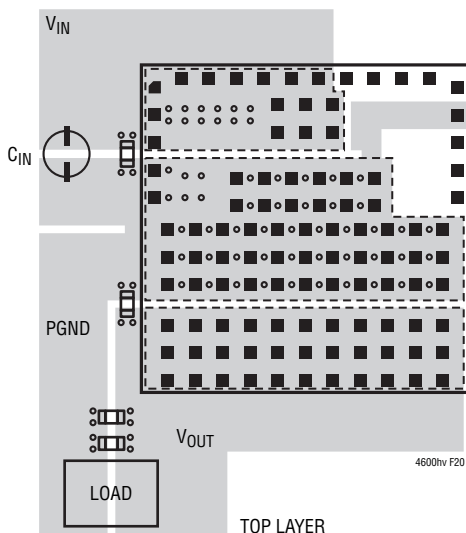 VIN
CIN
PGND
VOUT
4600hv F20
LOAD
TOP LAYER